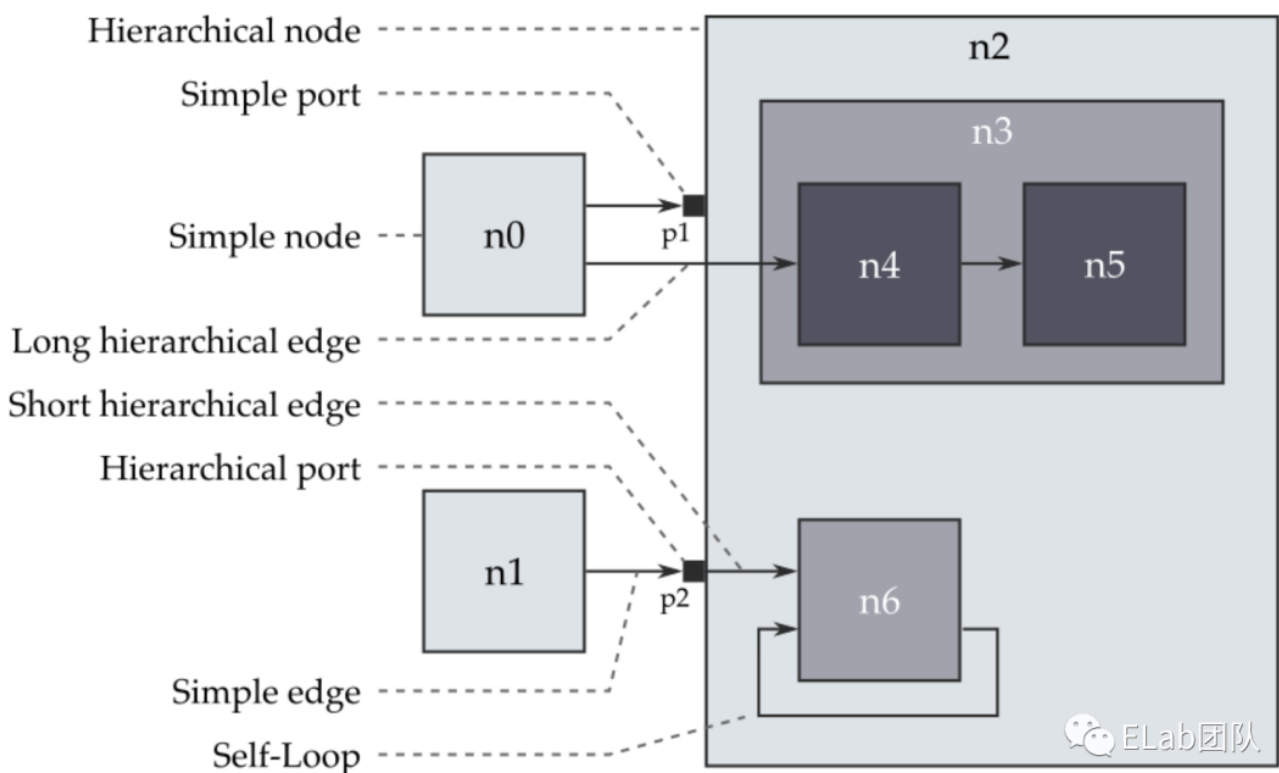 Hierarchical node
n2
Simple port
n3
Simple node
n0
p1
n4
n5
Long hierarchical edge
Short hierarchical edge
Hierarchical port
n1
p2
n6
Simple edge
Self-Loop
ELab团队